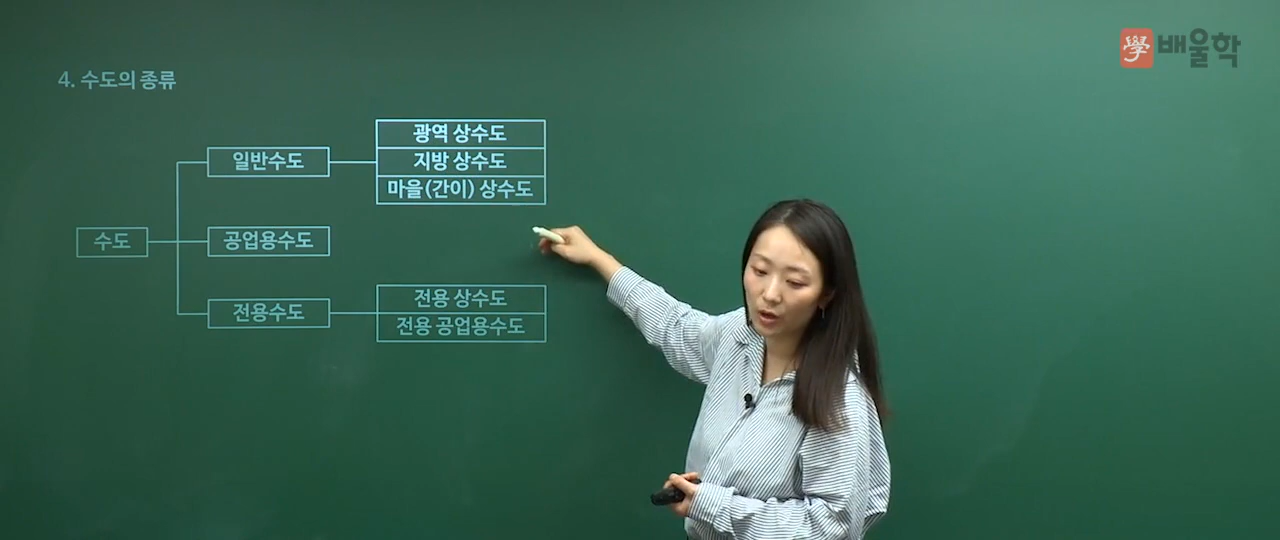 學 배울학
4. 수도의 종류
광역 상수도
일반수도
지방 상수도
마을(간이) 상수도
수도
공업용수도
전용 상수도
전용수도
전용 공업용수도